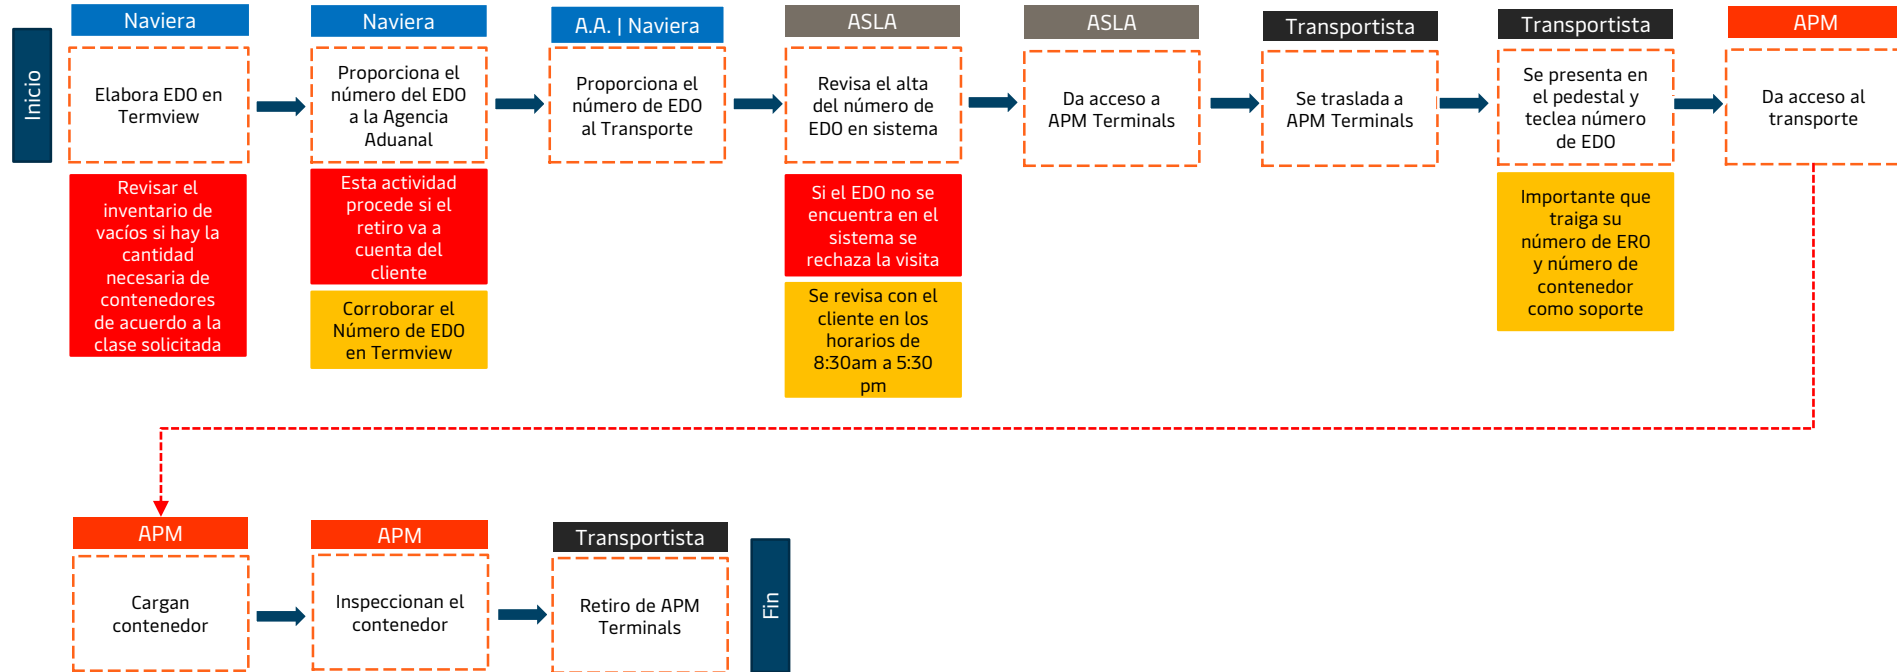 Inicio
Naviera
Elabora EDO en
Termview
Revisar el
inventario de
vacíos si hay la
cantidad
necesaria de
contenedores
de acuerdo a la
clase solicitada
Naviera
Proporciona el
número del EDO
a la Agencia
Aduanal
Esta actividad
procede si el
retiro va a
cuenta del
cliente
Corroborar el
Número de EDO
en Termview
A.A. | Naviera
Proporciona el
número de EDO
al Transporte
ASLA
Revisa el alta
del número de
EDO en sistema
Si el EDO no se
encuentra en el
sistema se
rechaza la visita
Se revisa con el
cliente en los
horarios de
8:30am a 5:30
pm
ASLA
Da acceso a
APM Terminals
Transportista
Se traslada a
APM Terminals
Transportista
Se presenta en
el pedestal y
teclea número
de EDO
Importante que
traiga su
número de ERO
y número de
contenedor
como soporte
APM
Da acceso al
transporte
APM
Cargan
contenedor
APM
Inspeccionan el
contenedor
Transportista
Retiro de APM
Terminals
Fin